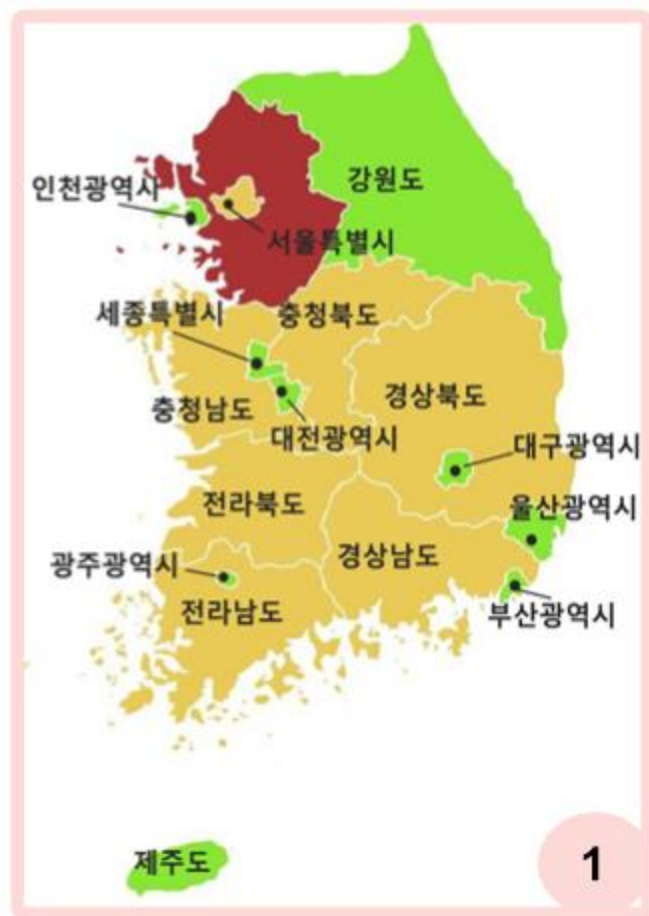 강원도
인천광역시
서울특별시
세종특별시
충청북도
충청남도
경상북도
대전광역시
대구광역시
전라북도
울산광역시
경상남도
광주광역시
전라남도
부산광역시
제주도
1